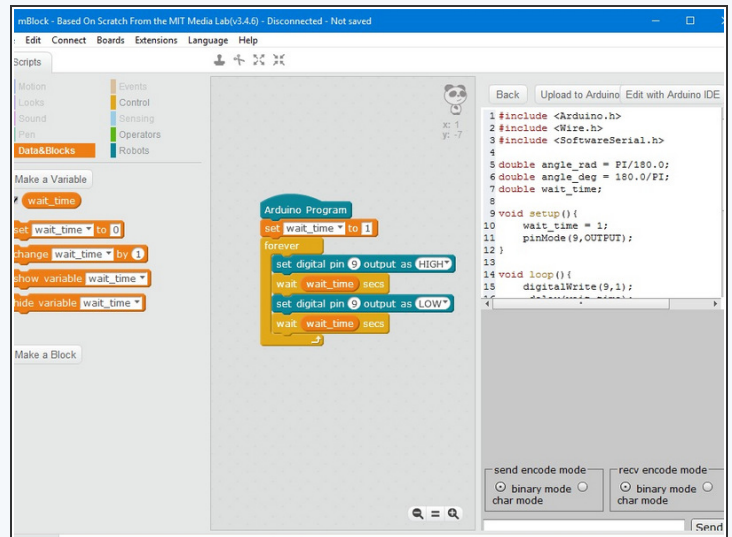 mBlock - Based On Scratch From the MIT Media Lab(v3.4.6) - Disconnected - Not saved
Edit Connect Boards Extensions Language Help
Scripts
Motion Events
Looks Control
Sound Sensing
Pen Operators
Data&Blocks Robots
Make a Variable
wait_time
set wait_time to 0
change wait_time by 1
show variable wait_time
hide variable wait_time
Make a Block
x: 1
y: -7
Arduino Program
set wait_time to 1
forever
set digital pin 9 output as HIGH
wait wait_time secs
set digital pin 9 output as LOW
wait wait_time secs
Back Upload to Arduino Edit with Arduino IDE
1 #include <Arduino.h>
2 #include <Wire.h>
3 #include <SoftwareSerial.h>
4
5 double angle_rad = PI/180.0;
6 double angle_deg = 180.0/PI;
7 double wait_time;
8
9 void setup(){
10 wait_time = 1;
11 pinMode(9,OUTPUT);
12 }
13
14 void loop(){
15 digitalWrite(9,1);
send encode mode recv encode mode
binary mode binary mode
char mode char mode
Send